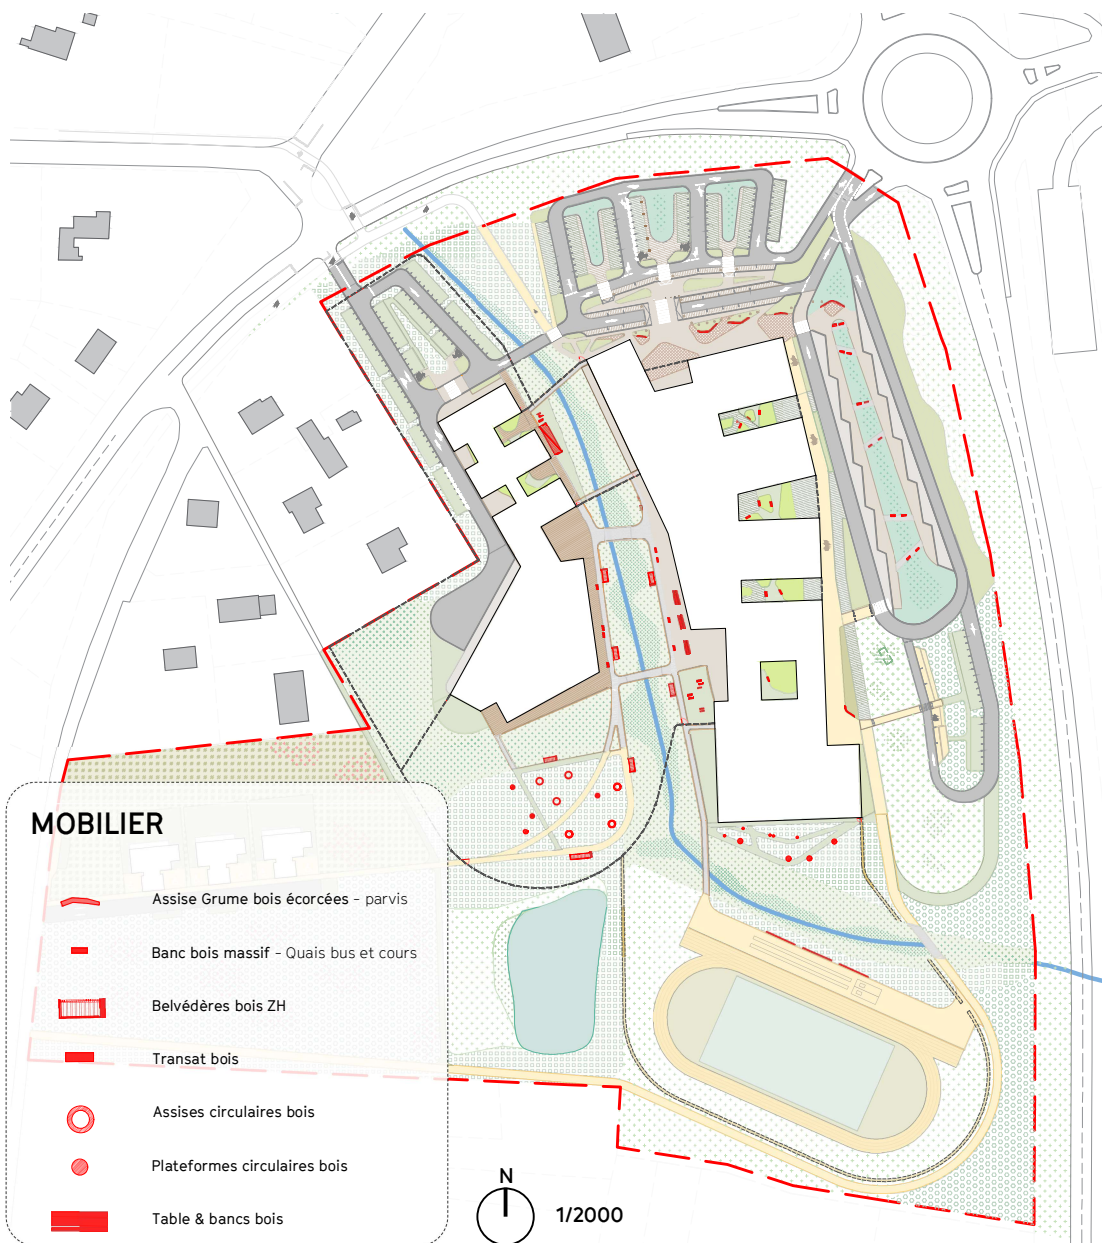 MOBILIER
Assise Grume bois écorcées - parvis
Banc bois massif - Quais bus et cours
Belvédères bois ZH
Transat bois
Assises circulaires bois
Plateformes circulaires bois
Table & bancs bois
N
1/2000